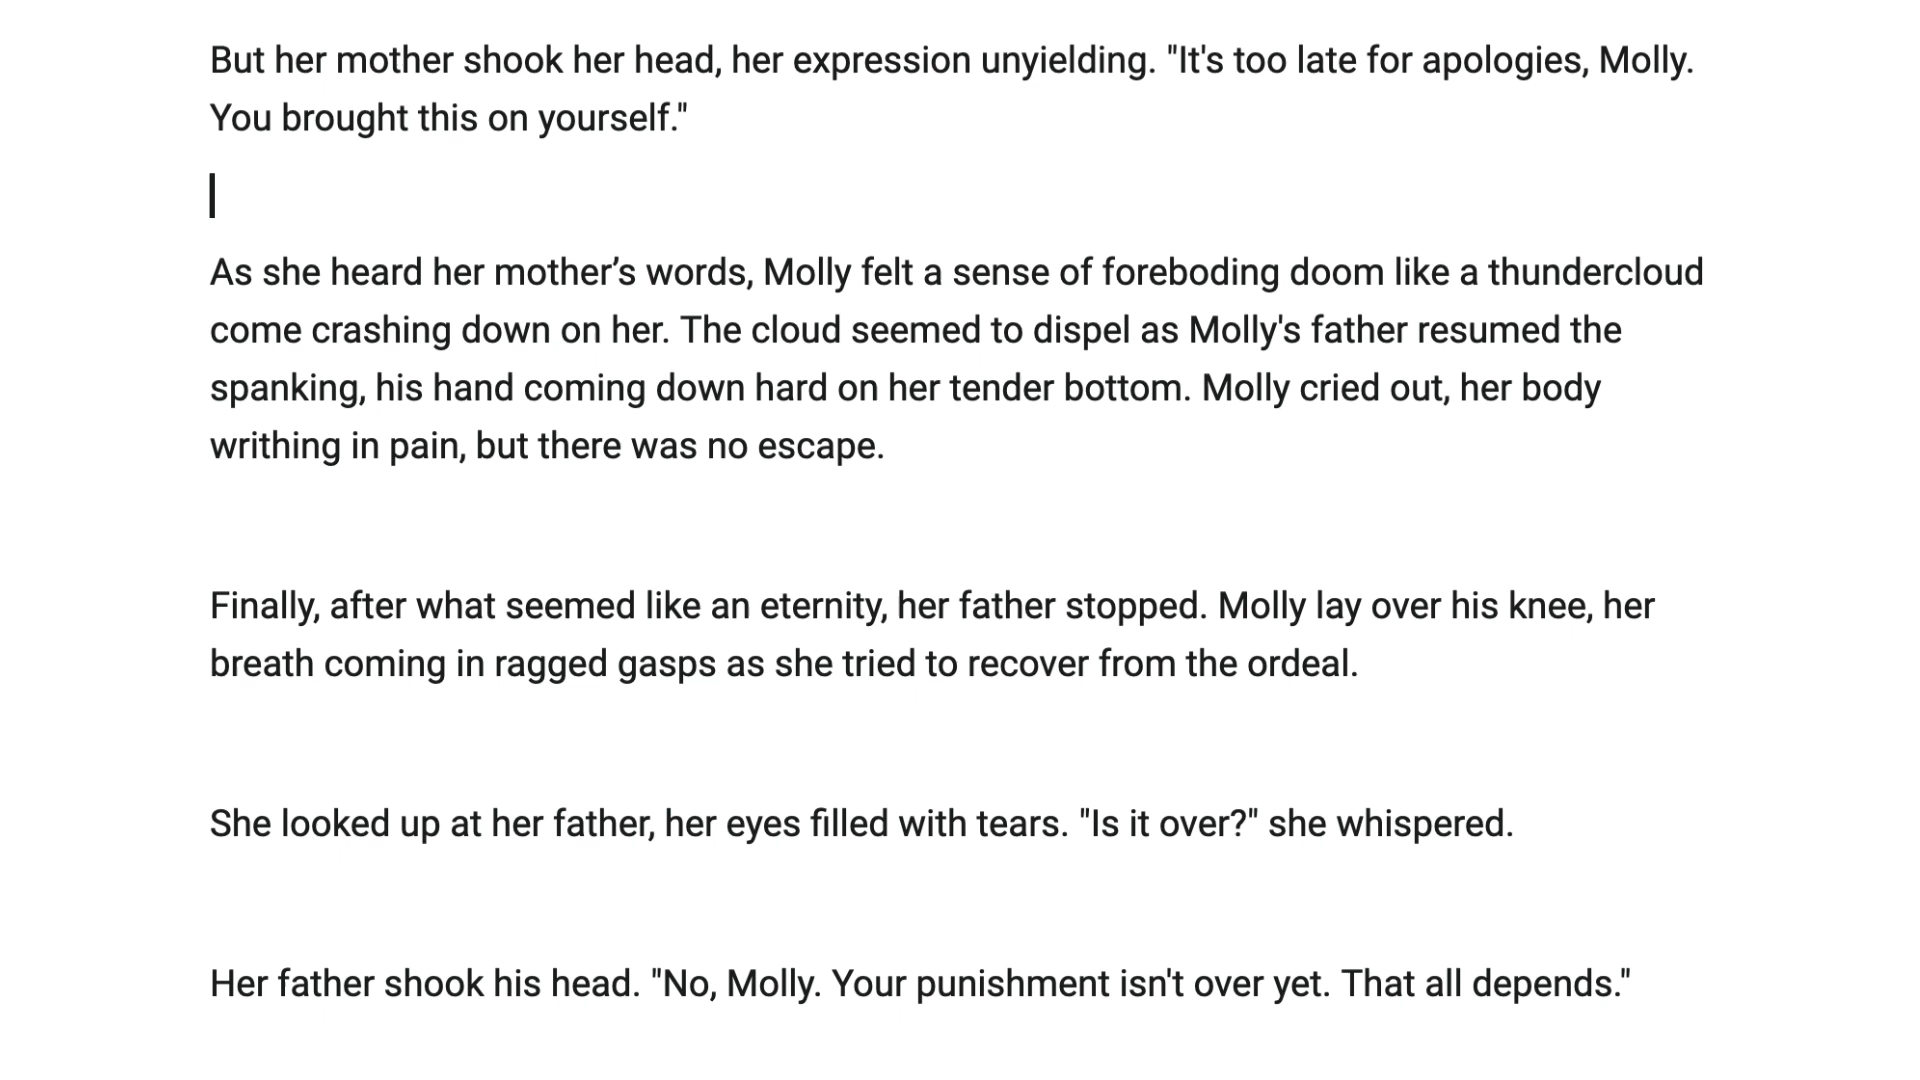 But her mother shook her head, her expression unyielding. "It's too late for apologies, Molly.
You brought this on yourself."
As she heard her mother’s words, Molly felt a sense of foreboding doom like a thundercloud
come crashing down on her. The cloud seemed to dispel as Molly's father resumed the
spanking, his hand coming down hard on her tender bottom. Molly cried out, her body
writhing in pain, but there was no escape.
Finally, after what seemed like an eternity, her father stopped. Molly lay over his knee, her
breath coming in ragged gasps as she tried to recover from the ordeal.
She looked up at her father, her eyes filled with tears. "Is it over?" she whispered.
Her father shook his head. "No, Molly. Your punishment isn't over yet. That all depends."